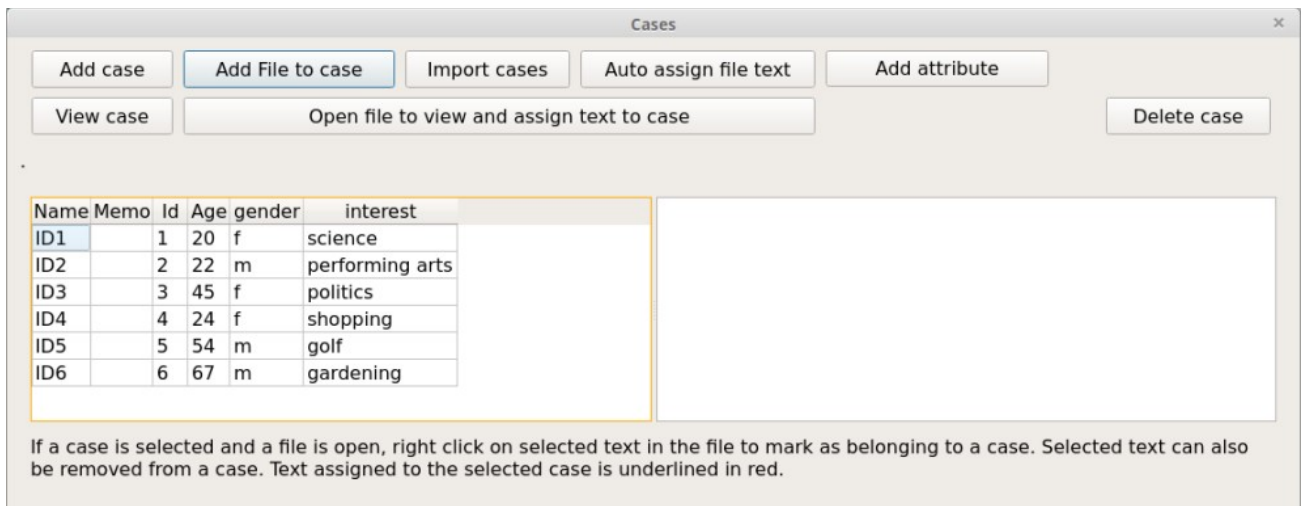 Cases
Add case Add File to case Import cases Auto assign file text Add attribute
View case Open file to view and assign text to case Delete case
.
Name Memo Id Age gender interest
ID1 1 20 f science
ID2 2 22 m performing arts
ID3 3 45 f politics
ID4 4 24 f shopping
ID5 5 54 m golf
ID6 6 67 m gardening
If a case is selected and a file is open, right click on selected text in the file to mark as belonging to a case. Selected text can also
be removed from a case. Text assigned to the selected case is underlined in red.